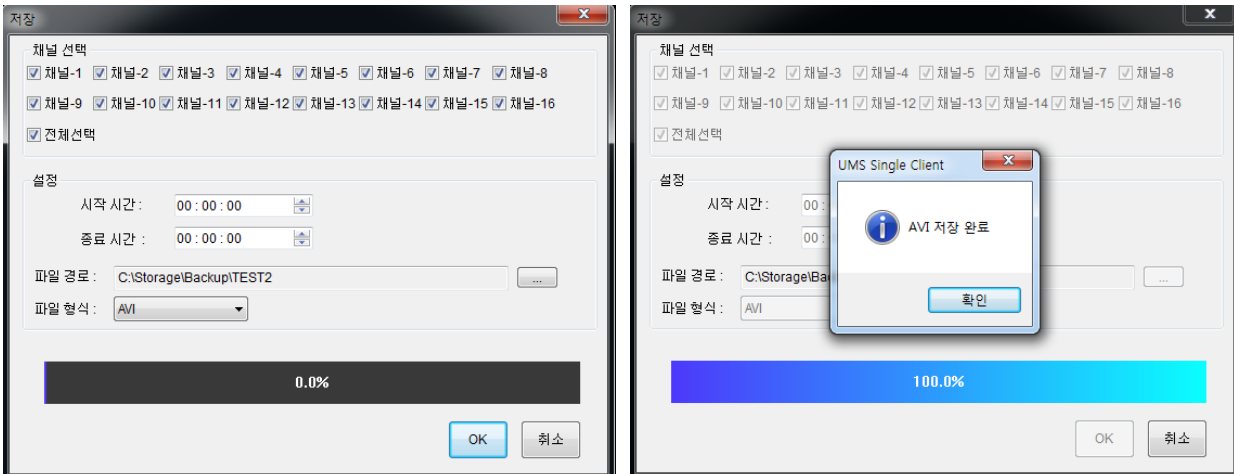 저장
채널 선택
채널-1 채널-2 채널-3 채널-4 채널-5 채널-6 채널-7 채널-8
채널-9 채널-10 채널-11 채널-12 채널-13 채널-14 채널-15 채널-16
전체선택
설정
시작 시간 : 00 : 00 : 00
종료 시간 : 00 : 00 : 00
파일 경로 : C:\Storage\Backup\TEST2 ...
파일 형식 : AVI
0.0%
OK 취소
저장
채널 선택
채널-1 채널-2 채널-3 채널-4 채널-5 채널-6 채널-7 채널-8
채널-9 채널-10 채널-11 채널-12 채널-13 채널-14 채널-15 채널-16
전체선택
설정
시작 시간 : 00 :
종료 시간 : 00 :
파일 경로 : C:\Storage\Ba ...
파일 형식 : AVI
UMS Single Client
AVI 저장 완료
확인
100.0%
OK 취소